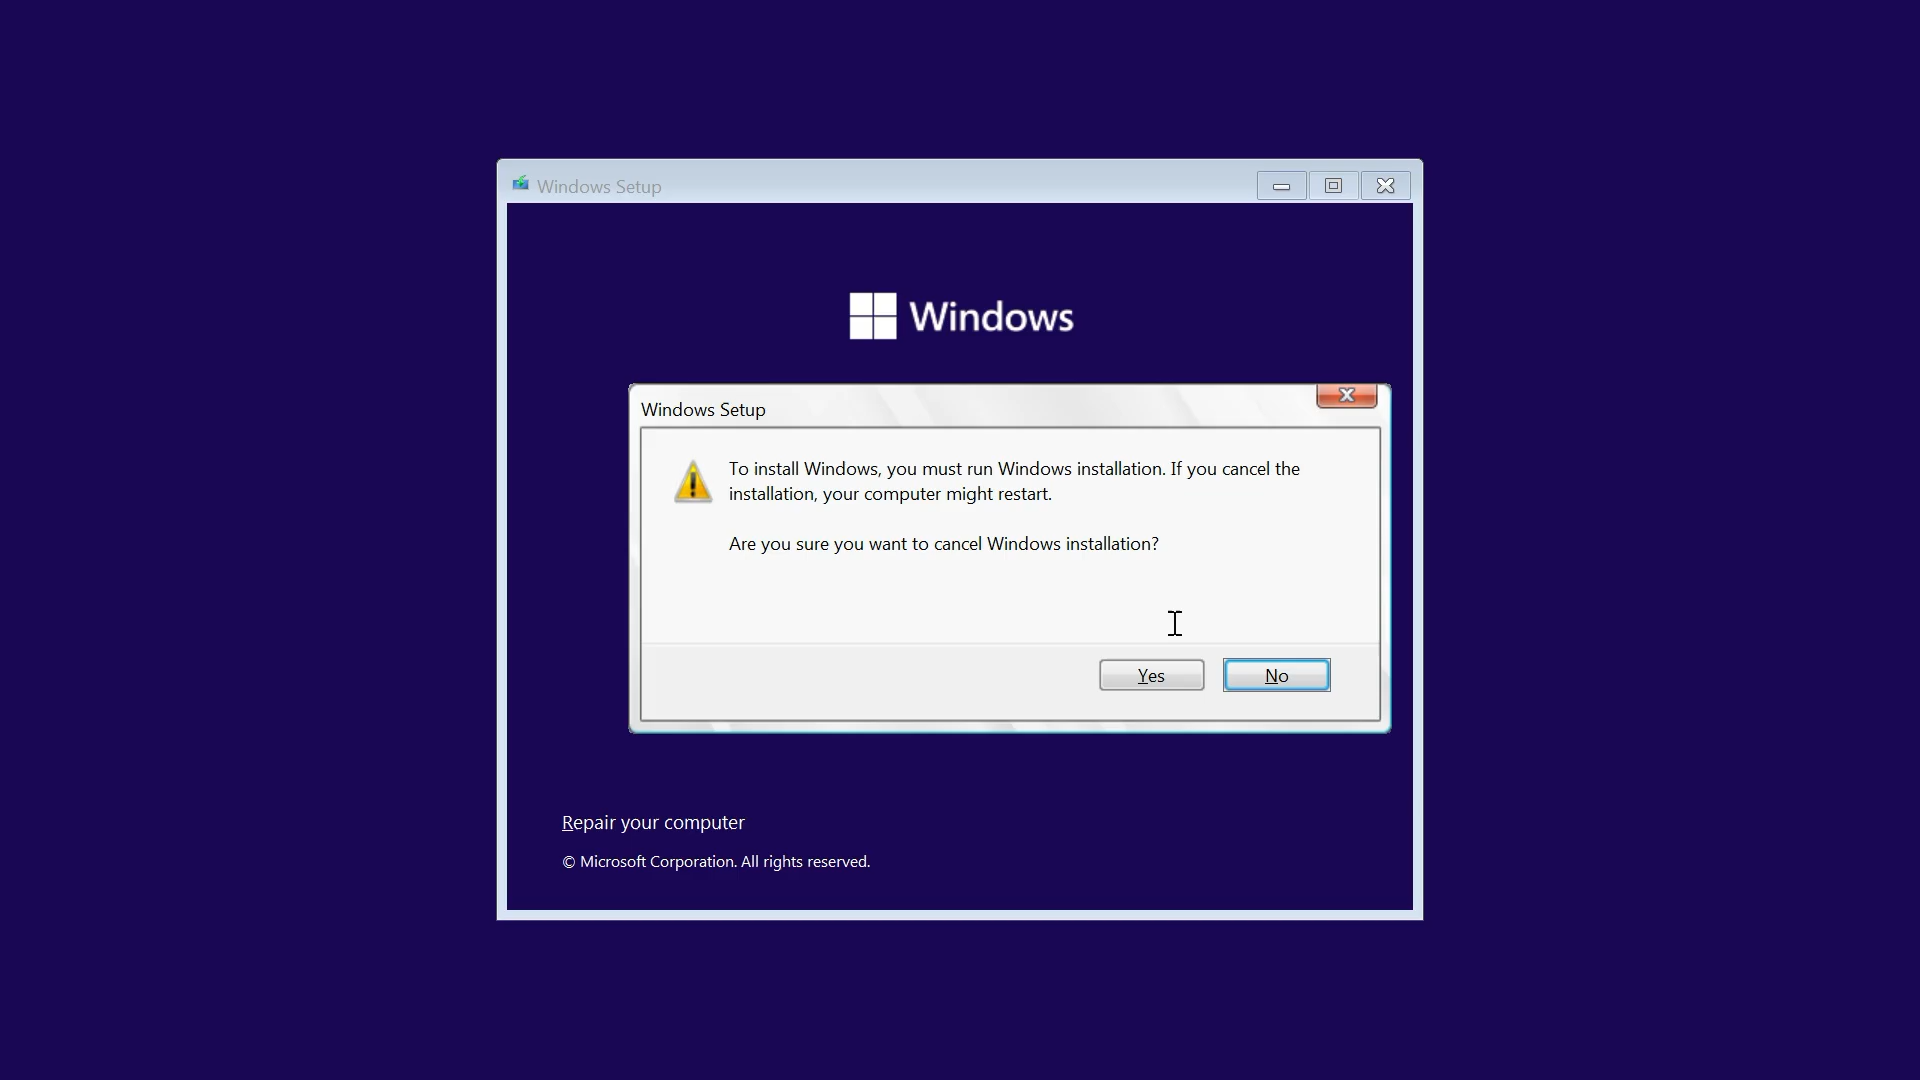 Windows Setup
Windows
Windows Setup
To install Windows, you must run Windows installation. If you cancel the
installation, your computer might restart.
Are you sure you want to cancel Windows installation?
Yes
No
Repair your computer
© Microsoft Corporation. All rights reserved.